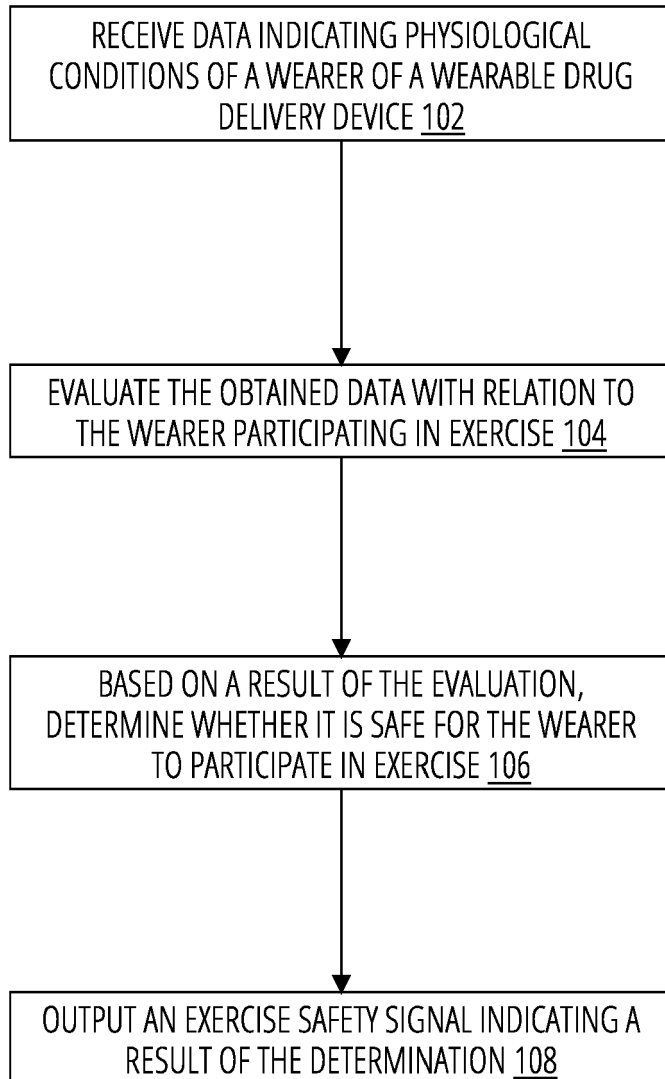 RECEIVE DATA INDICATING PHYSIOLOGICAL
CONDITIONS OF A WEARER OF A WEARABLE DRUG
DELIVERY DEVICE 102
EVALUATE THE OBTAINED DATA WITH RELATION TO
THE WEARER PARTICIPATING IN EXERCISE 104
BASED ON A RESULT OF THE EVALUATION,
DETERMINE WHETHER IT IS SAFE FOR THE WEARER
TO PARTICIPATE IN EXERCISE 106
OUTPUT AN EXERCISE SAFETY SIGNAL INDICATING A
RESULT OF THE DETERMINATION 108